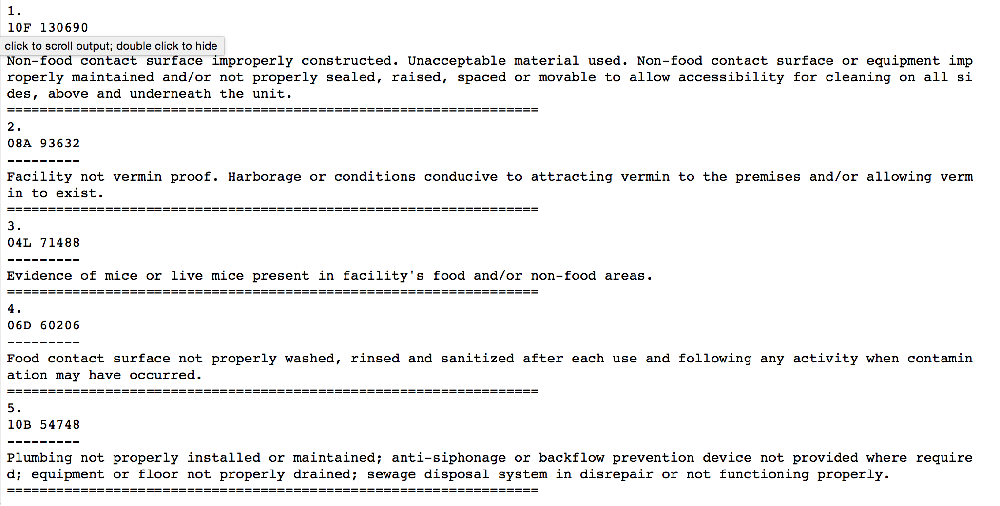 1.
10F 130690
click to scroll output; double click to hide
Non-food contact surface improperly constructed. Unacceptable material used. Non-food contact surface or equipment imp
roperly maintained and/or not properly sealed, raised, spaced or movable to allow accessibility for cleaning on all si
des, above and underneath the unit.
=================================================================
2.
08A 93632
---------
Facility not vermin proof. Harborage or conditions conducive to attracting vermin to the premises and/or allowing verm
in to exist.
=================================================================
3.
04L 71488
---------
Evidence of mice or live mice present in facility's food and/or non-food areas.
=================================================================
4.
06D 60206
---------
Food contact surface not properly washed, rinsed and sanitized after each use and following any activity when contamin
ation may have occurred.
=================================================================
5.
10B 54748
---------
Plumbing not properly installed or maintained; anti-siphonage or backflow prevention device not provided where require
d; equipment or floor not properly drained; sewage disposal system in disrepair or not functioning properly.
=================================================================